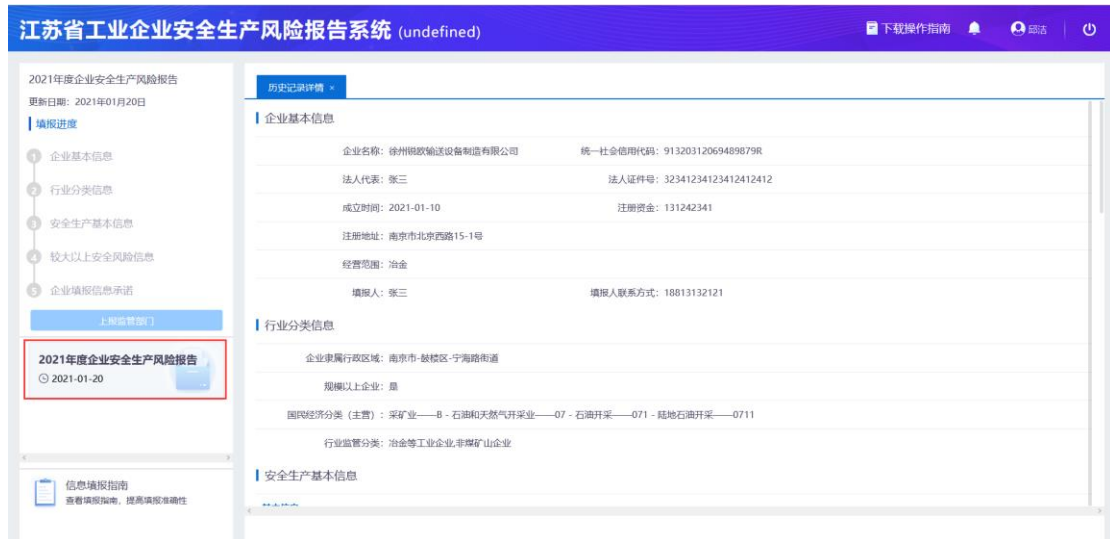 江苏省工业企业安全生产风险报告系统 (undefined)
下载操作指南
邱洁
2021年度企业安全生产风险报告
更新日期: 2021年01月20日
填报进度
1 企业基本信息
2 行业分类信息
3 安全生产基本信息
4 较大以上安全风险信息
5 企业填报信息承诺
上报监管部门
2021年度企业安全生产风险报告
2021-01-20
信息填报指南
查看填报指南，提高填报准确性
历史记录详情 ×
企业基本信息
企业名称: 徐州锐欧输送设备制造有限公司 统一社会信用代码: 91320312069489879R
法人代表: 张三 法人证件号: 32341234123412412412
成立时间: 2021-01-10 注册资金: 131242341
注册地址: 南京市北京西路15-1号
经营范围: 冶金
填报人: 张三 填报人联系方式: 18813132121
行业分类信息
企业隶属行政区域: 南京市-鼓楼区-宁海路街道
规模以上企业: 是
国民经济分类（主营）: 采矿业——B - 石油和天然气开采业——07 - 石油开采——071 - 陆地石油开采——0711
行业监管分类: 冶金等工业企业,非煤矿山企业
安全生产基本信息